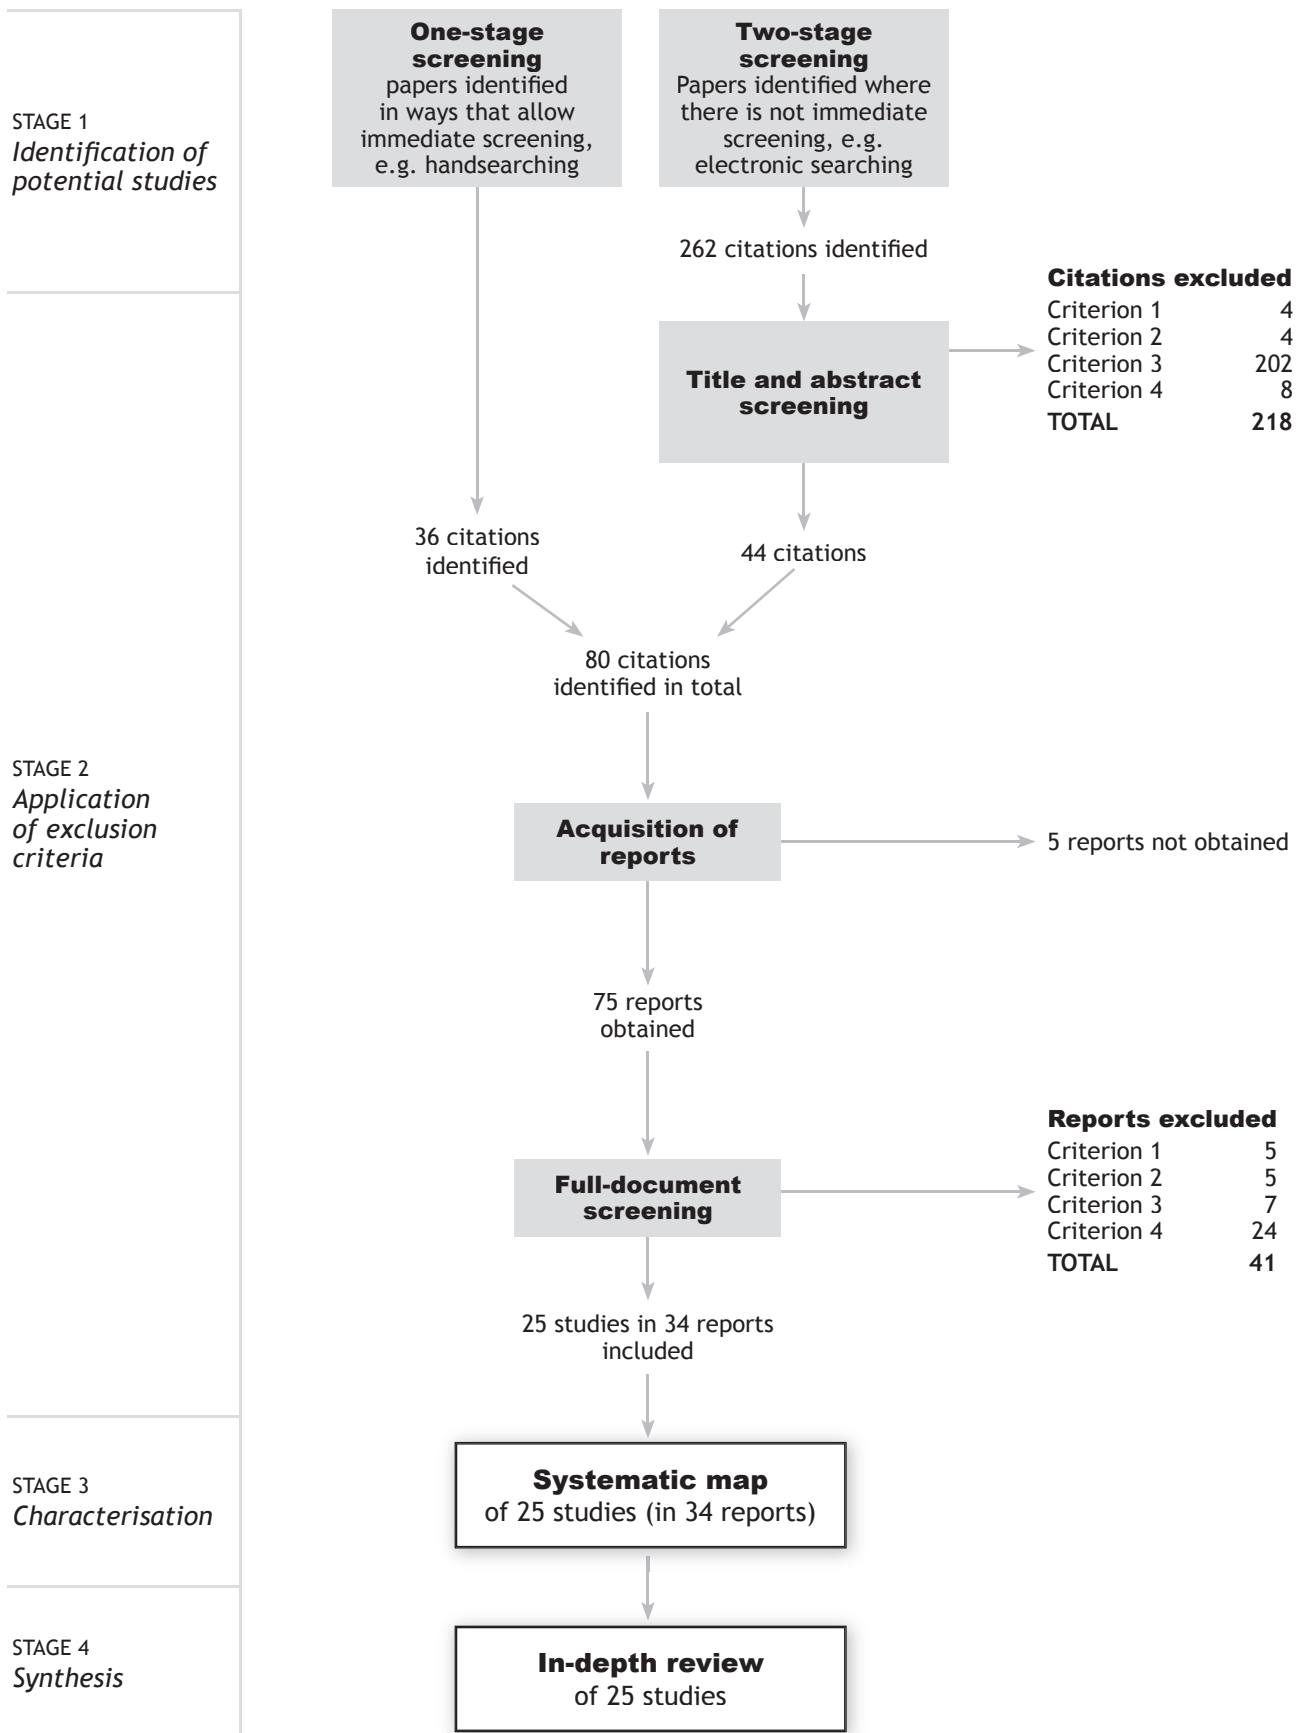 STAGE 1
Identification of
potential studies
One-stage
screening
papers identified
in ways that allow
immediate screening,
e.g. handsearching
Two-stage
screening
Papers identified where
there is not immediate
screening, e.g.
electronic searching
262 citations identified
Citations excluded
Criterion 1 4
Criterion 2 4
Criterion 3 202
Criterion 4 8
TOTAL 218
Title and abstract
screening
36 citations
identified
44 citations
80 citations
identified in total
STAGE 2
Application
of exclusion
criteria
Acquisition of
reports
5 reports not obtained
75 reports
obtained
Reports excluded
Criterion 1 5
Criterion 2 5
Criterion 3 7
Criterion 4 24
TOTAL 41
Full-document
screening
25 studies in 34 reports
included
STAGE 3
Characterisation
Systematic map
of 25 studies (in 34 reports)
STAGE 4
Synthesis
In-depth review
of 25 studies